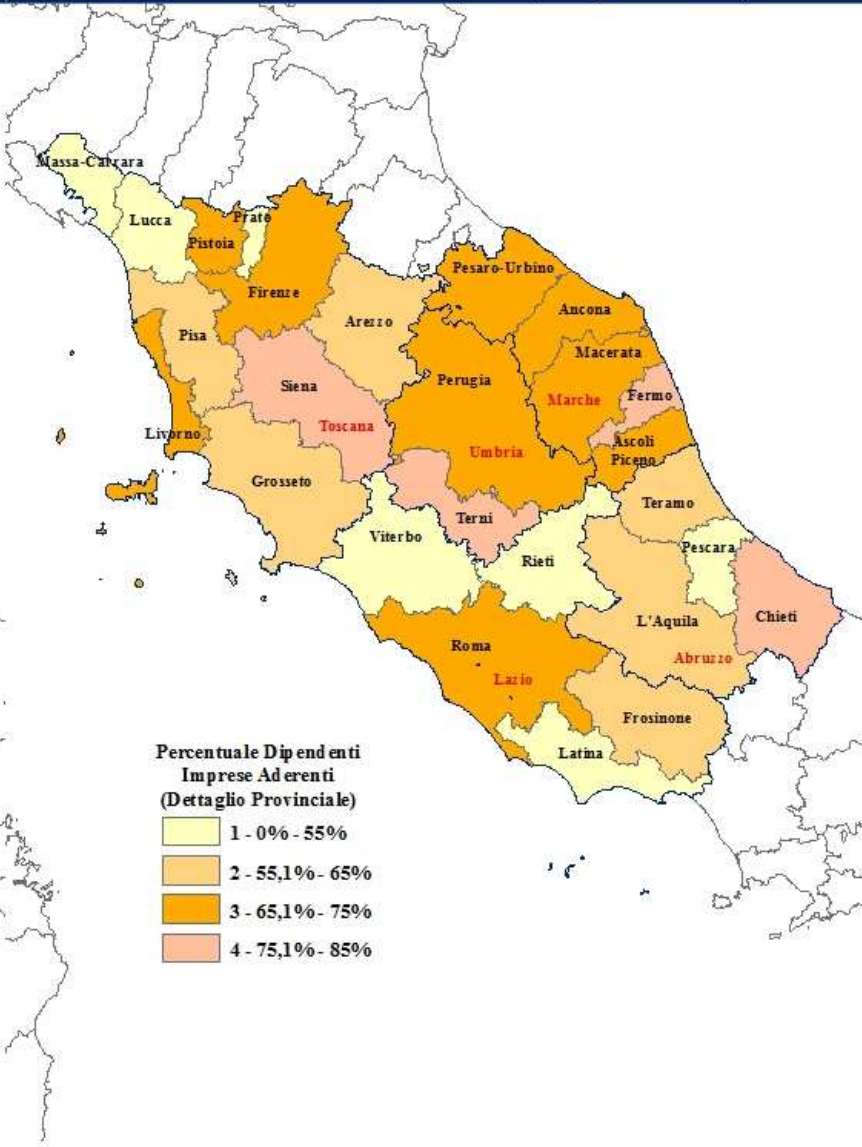 Massa-Carrara
Lucca
Prato
Pistoia
Firenze
Pesaro-Urbino
Ancona
Arezzo
Pisa
Macerata
Perugia
Siena
Fermo
Marche
Toscana
Livorno
Ascoli
Piceno
Umbria
Grosseto
Teramo
Terni
Viterbo
Pescara
Rieti
Chieti
L'Aquila
Roma
Abruzzo
Lazio
Frosinone
Latina
Percentuale Dipendenti
Imprese Aderenti
(Dettaglio Provinciale)
1 - 0% - 55%
2 - 55,1% - 65%
3 - 65,1% - 75%
4 - 75,1% - 85%